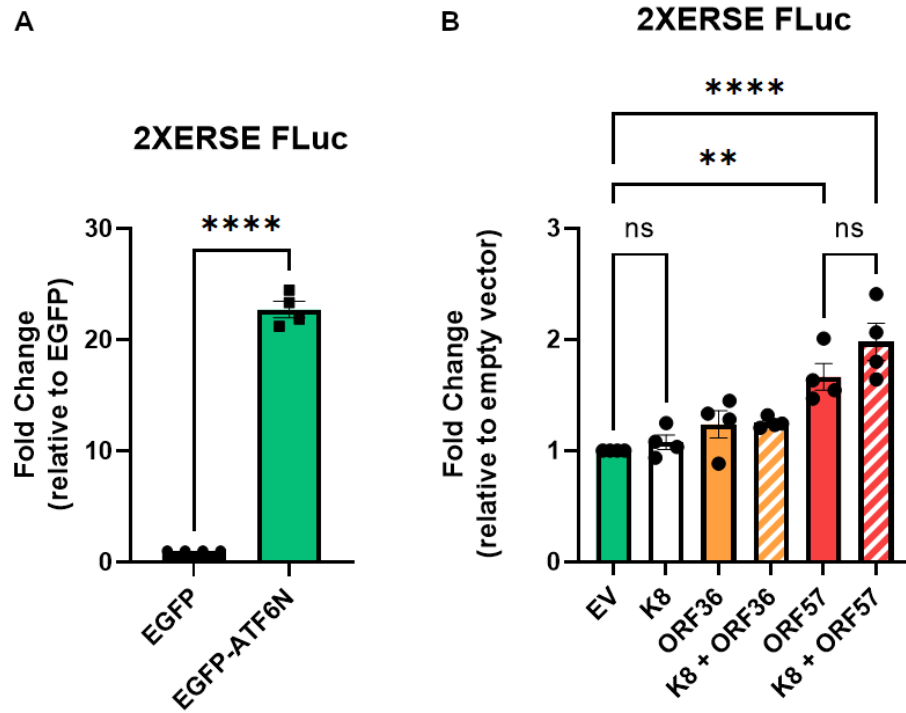 A
2XERSE FLuc
****
Fold Change
(relative to EGFP)
30
20
10
0
EGFP
EGFP-ATF6N
B
2XERSE FLuc
****
**
ns
ns
Fold Change
(relative to empty vector)
3
2
1
0
EV
K8
ORF36
K8 + ORF36
ORF57
K8 + ORF57